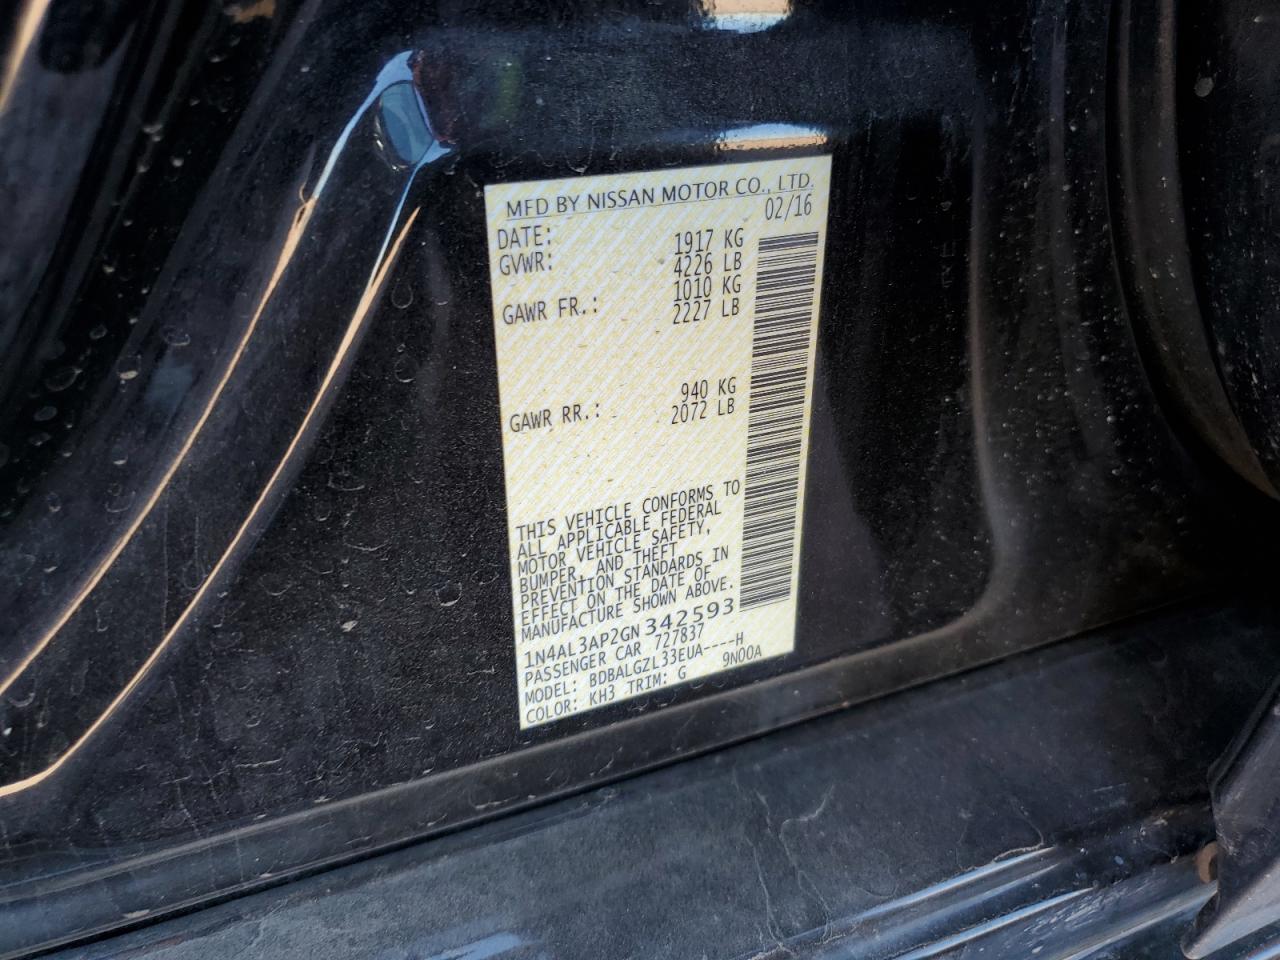 MFD BY NISSAN MOTOR CO., LTD.
DATE: 02/16
GVWR: 1917 KG
4226 LB
GAWR FR.: 1010 KG
2227 LB
GAWR RR.: 940 KG
2072 LB
THIS VEHICLE CONFORMS TO
ALL APPLICABLE FEDERAL
MOTOR VEHICLE SAFETY,
BUMPER, AND THEFT
PREVENTION STANDARDS IN
EFFECT ON THE DATE OF
MANUFACTURE SHOWN ABOVE.
1N4AL3AP2GN342593
PASSENGER CAR 727837
MODEL: BDBALGZL33EUA----H
COLOR: KH3 TRIM: G 9N00A